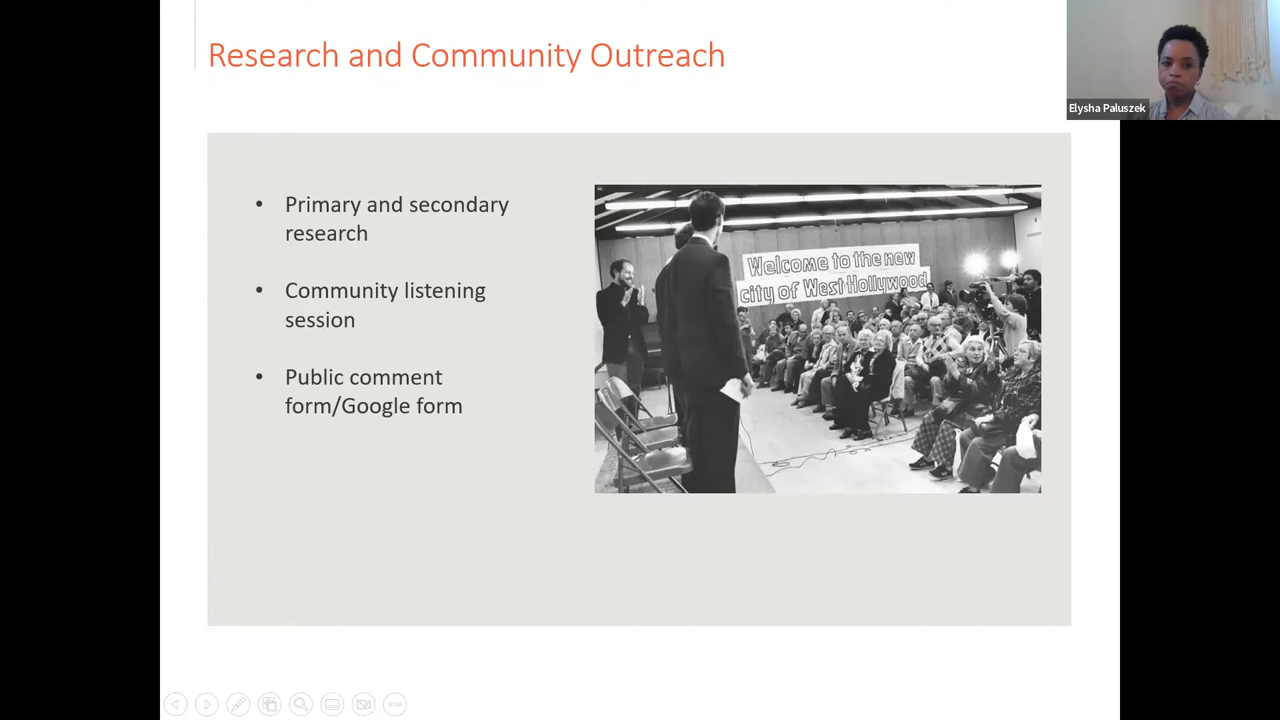 Research and Community Outreach
Elysha Paluszek
• Primary and secondary
research
• Community listening
session
• Public comment
form/Google form
Welcome to the new
city of West Hollywood